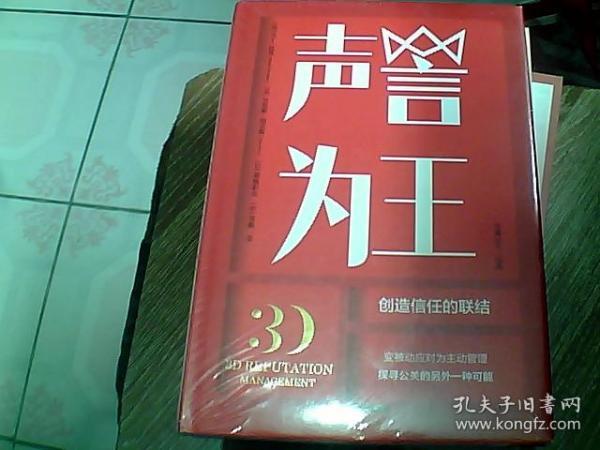 声誉
为王
创造信任的联结
3D
3D REPUTATION
MANAGEMENT
变被动应对为主动管理
探寻公关的另外一种可能
孔夫子旧书网
www.kongfz.com